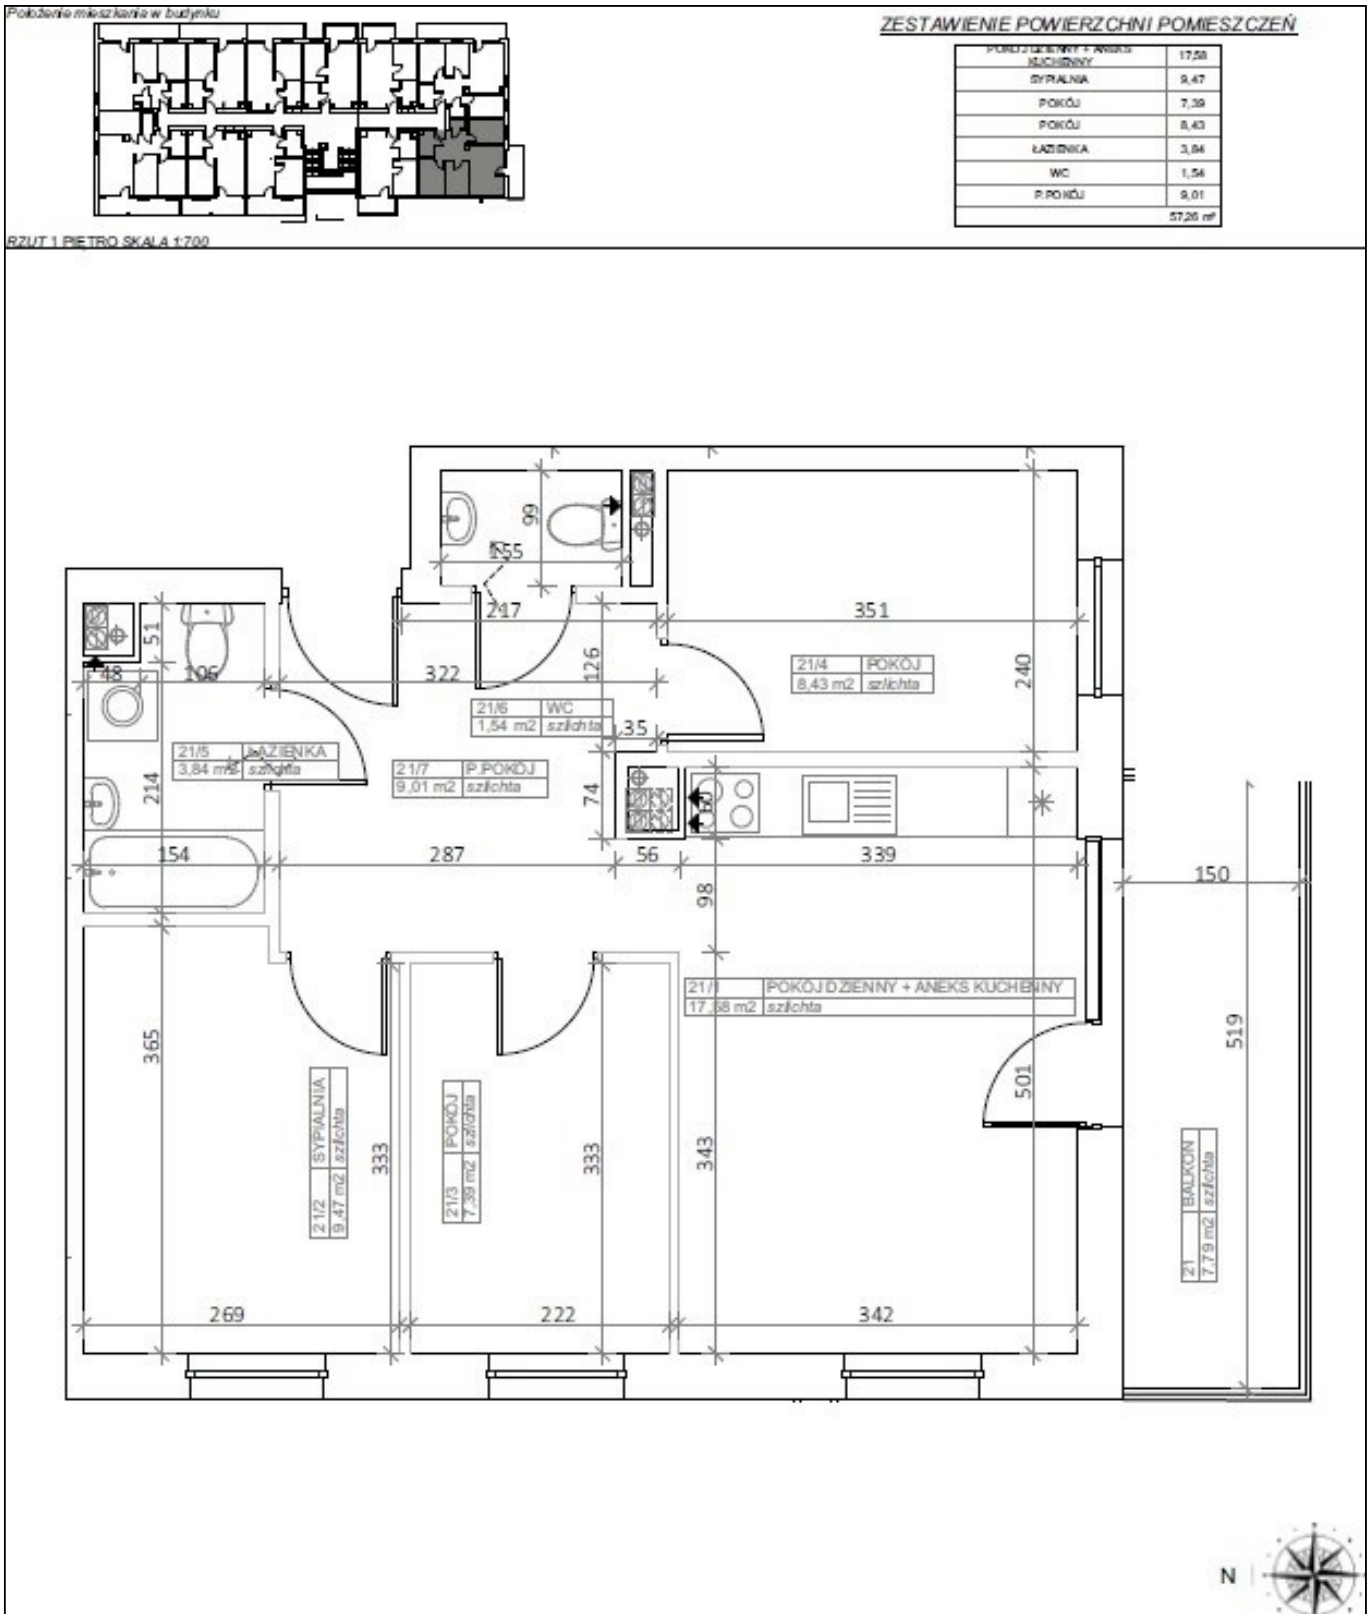 Położenie mieszkania w budynku
RZUT 1 PIĘTRO SKALA 1:700
ZESTAWIENIE POWIERZCHNI POMIESZCZEŃ
POKÓJ DZIENNY + ANEKS
KUCHENNY 17,58
SYPIALNIA 9,47
POKÓJ 7,39
POKÓJ 8,43
ŁAZIENKA 3,84
WC 1,54
P.POKÓJ 9,01
57,26 m²
99
155
217
351
51
48
106
322
126
240
21/4 POKÓJ
8,43 m2 szlichta
21/6 WC
1,54 m2 szlichta
35
21/5 ŁAZIENKA
3,84 m2 szlichta
21/7 P.POKÓJ
9,01 m2 szlichta
214
74
60
154
287
56
339
98
150
21/1 POKÓJ DZIENNY + ANEKS KUCHENNY
17,58 m2 szlichta
365
519
501
21/2 SYPIALNIA
9,47 m2 szlichta
333
21/3 POKÓJ
7,39 m2 szlichta
333
343
21 BALKON
7,79 m2 szlichta
269
222
342
N